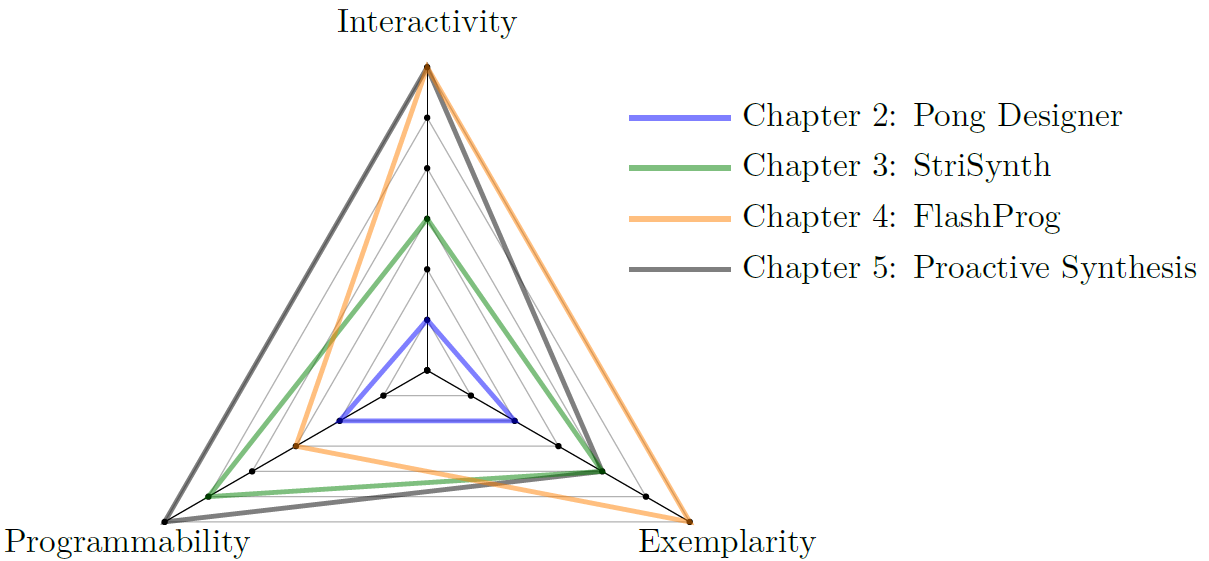 Interactivity
Chapter 2: Pong Designer
Chapter 3: StriSynth
Chapter 4: FlashProg
Chapter 5: Proactive Synthesis
Programmability
Exemplarity